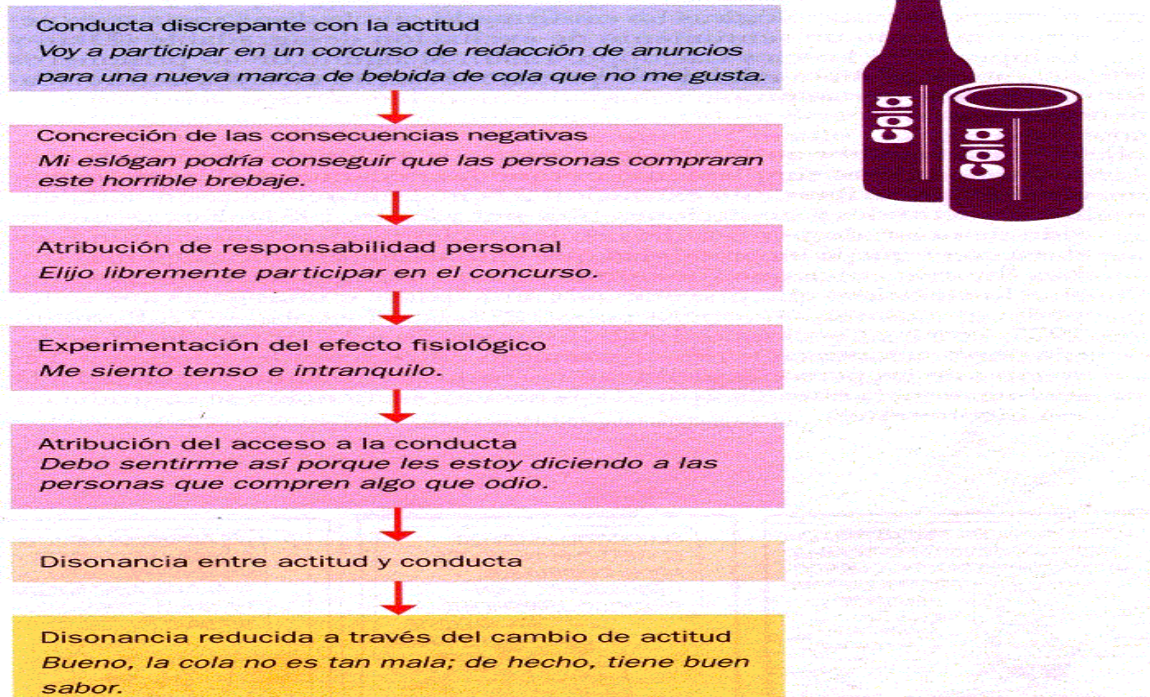 Conducta discrepante con la actitud
Voy a participar en un corcurso de redacción de anuncios
para una nueva marca de bebida de cola que no me gusta.
Concreción de las consecuencias negativas
Mi eslógan podría conseguir que las personas compraran
este horrible brebaje.
Atribución de responsabilidad personal
Elijo libremente participar en el concurso.
Experimentación del efecto fisiológico
Me siento tenso e intranquilo.
Atribución del acceso a la conducta
Debo sentirme así porque les estoy diciendo a las
personas que compren algo que odio.
Disonancia entre actitud y conducta
Disonancia reducida a través del cambio de actitud
Bueno, la cola no es tan mala; de hecho, tiene buen
sabor.
cola
cola